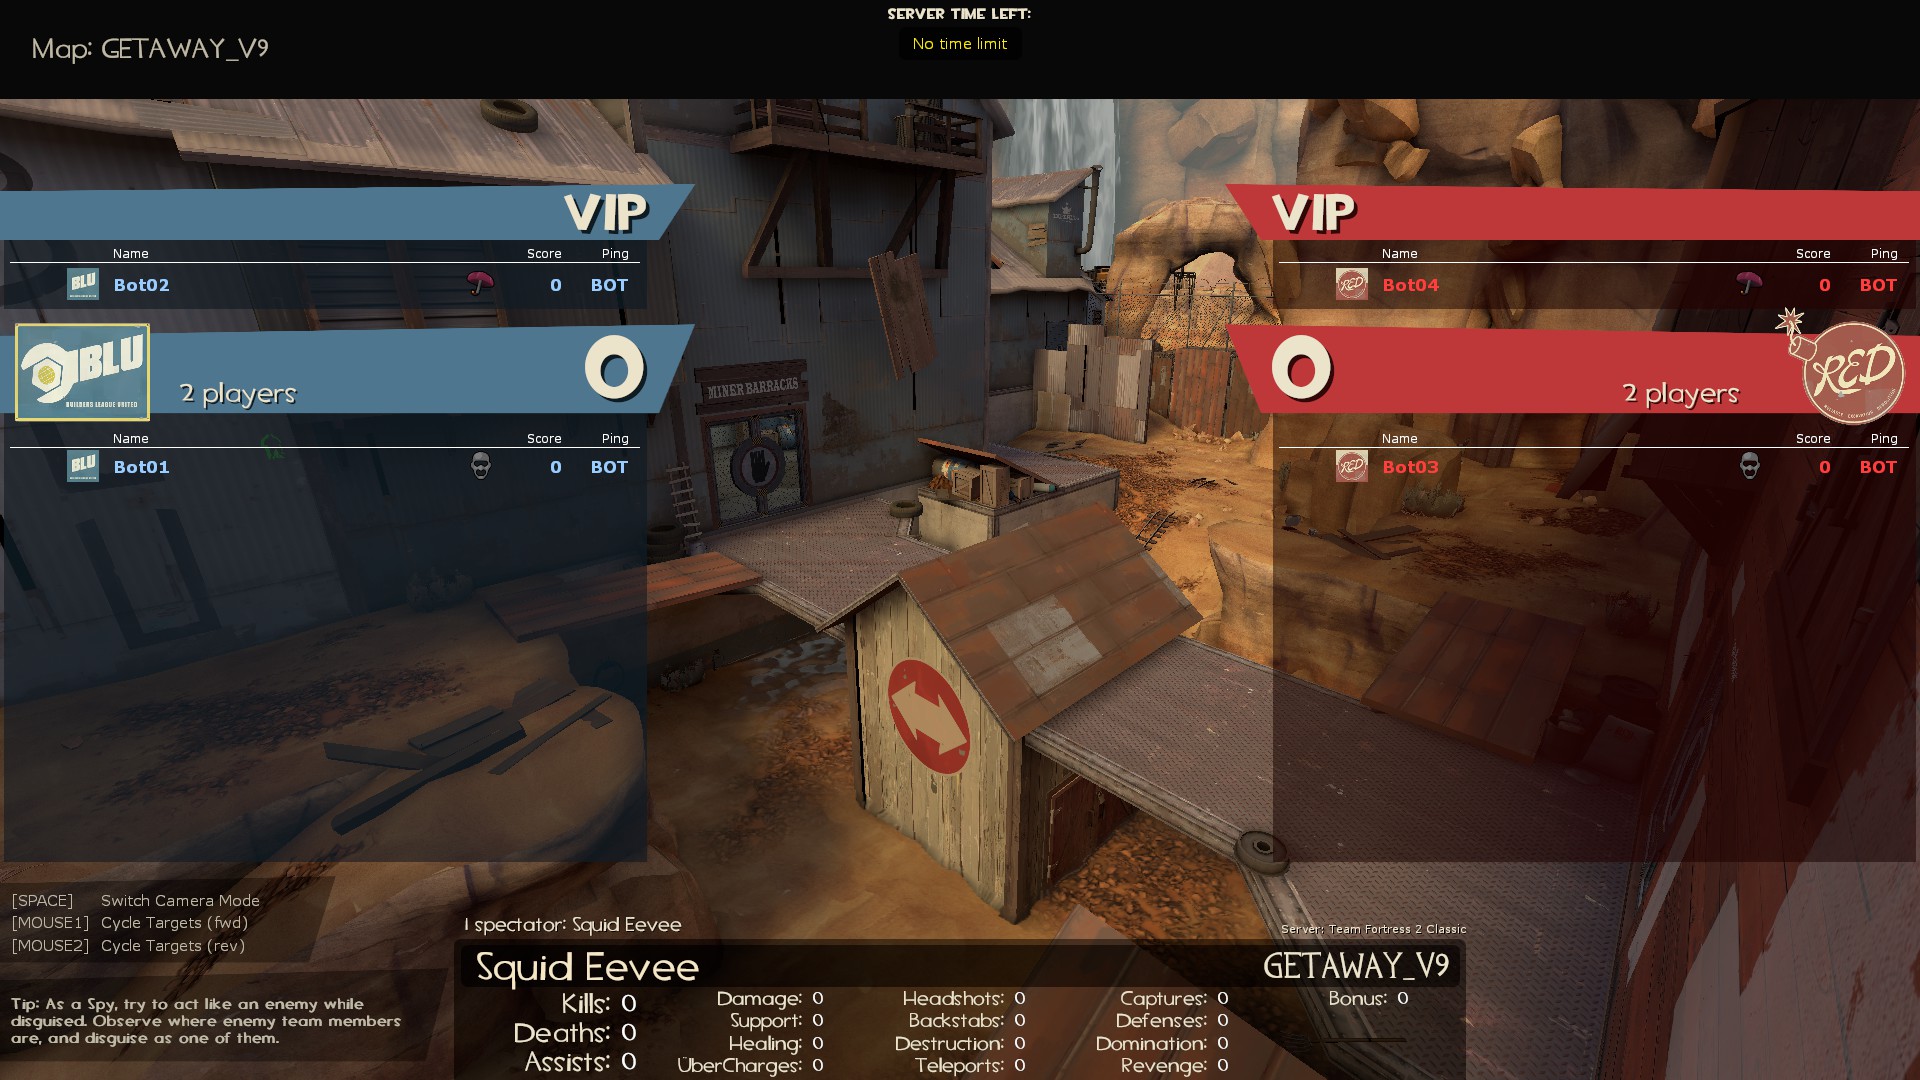 SERVER TIME LEFT:
Map: GETAWAY_V9
No time limit
VIP
Name Score Ping
BLU Bot02 0 BOT
VIP
Name Score Ping
RED Bot04 0 BOT
BLU
BUILDERS LEAGUE UNITED
2 players
0
Name Score Ping
BLU Bot01 0 BOT
0
2 players
RED
Name Score Ping
RED Bot03 0 BOT
MINER BARRACKS
[SPACE] Switch Camera Mode
[MOUSE1] Cycle Targets (fwd)
[MOUSE2] Cycle Targets (rev)
Tip: As a Spy, try to act like an enemy while
disguised. Observe where enemy team members
are, and disguise as one of them.
1 spectator: Squid Eevee
Server: Team Fortress 2 Classic
Squid Eevee
GETAWAY_V9
Kills: 0
Deaths: 0
Assists: 0
Damage: 0
Support: 0
Healing: 0
ÜberCharges: 0
Headshots: 0
Backstabs: 0
Destruction: 0
Teleports: 0
Captures: 0
Defenses: 0
Domination: 0
Revenge: 0
Bonus: 0